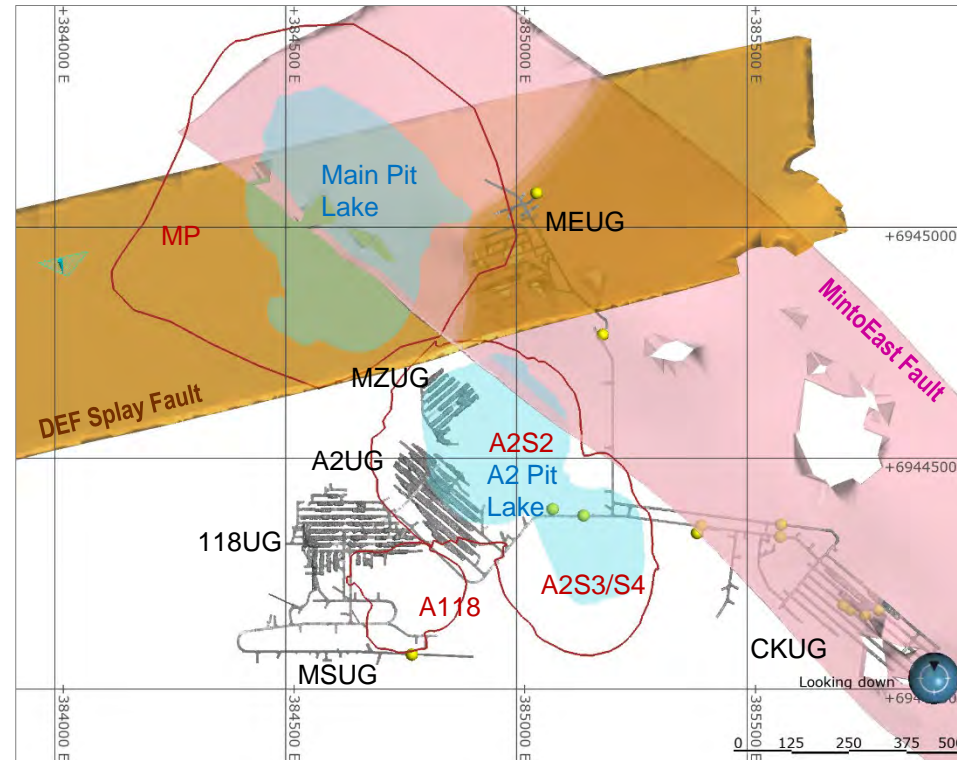 +384000 E
+384500 E
+385000 E
+385500 E
Main Pit
Lake
MP
MEUG
+6945000
MintoEast Fault
DEF Splay Fault
MZUG
A2S2
A2UG
A2 Pit
Lake
+6944500
118UG
A2S3/S4
A118
CKUG
MSUG
Looking down
384000 E
384500 E
385000 E
385500 E
0 125 250 375 500